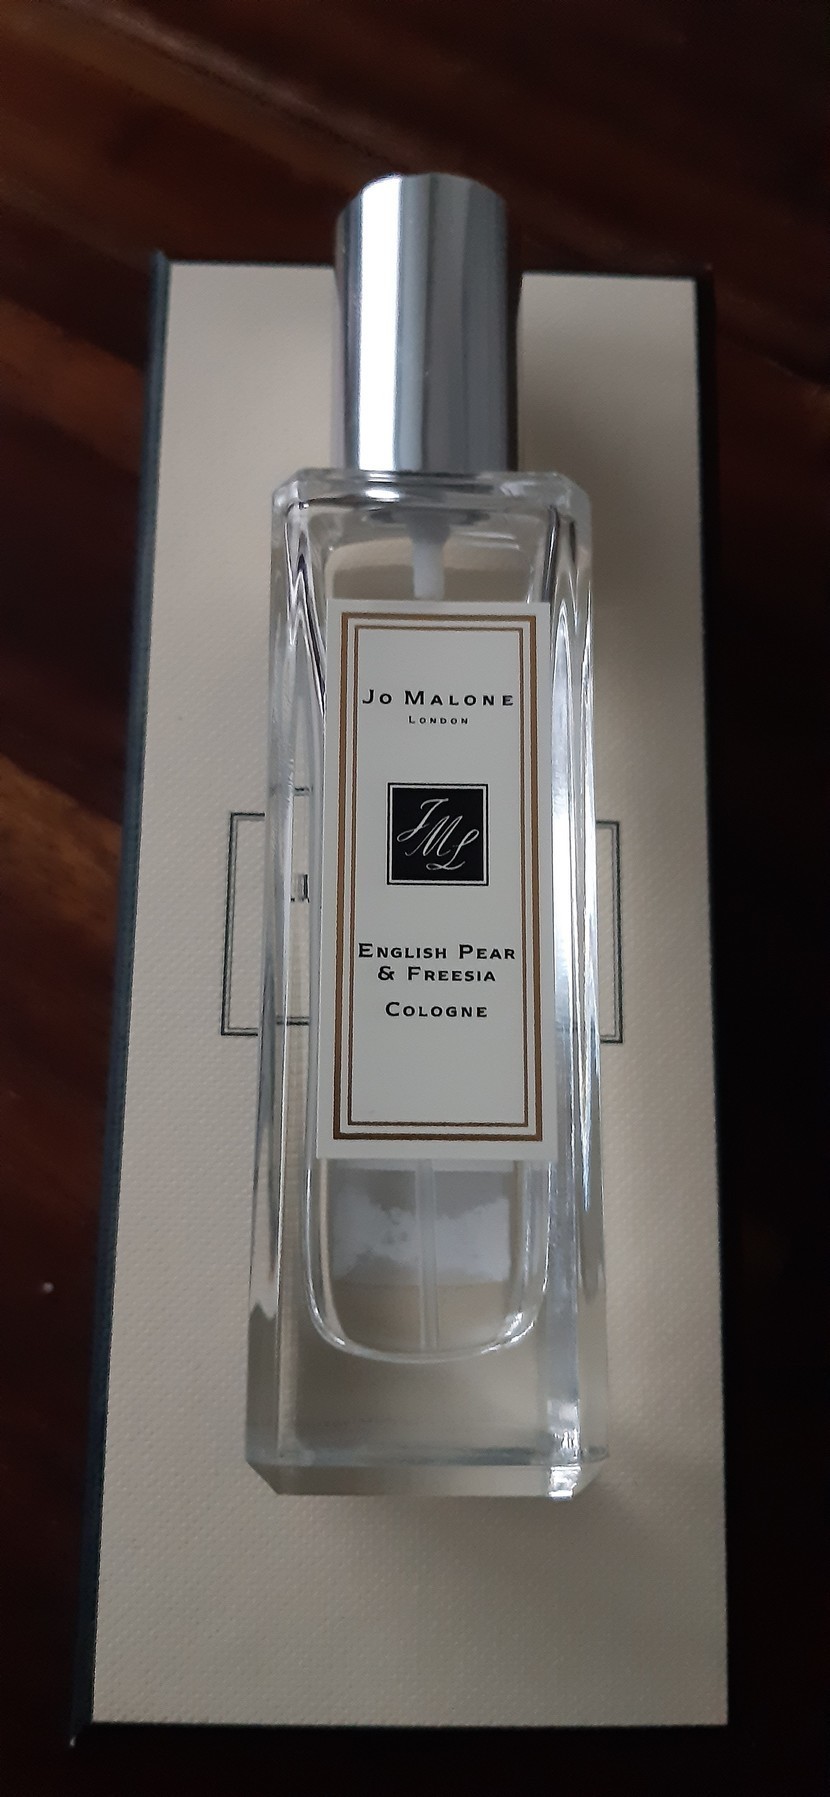 Jo Malone
London
JML
English Pear
& Freesia
Cologne